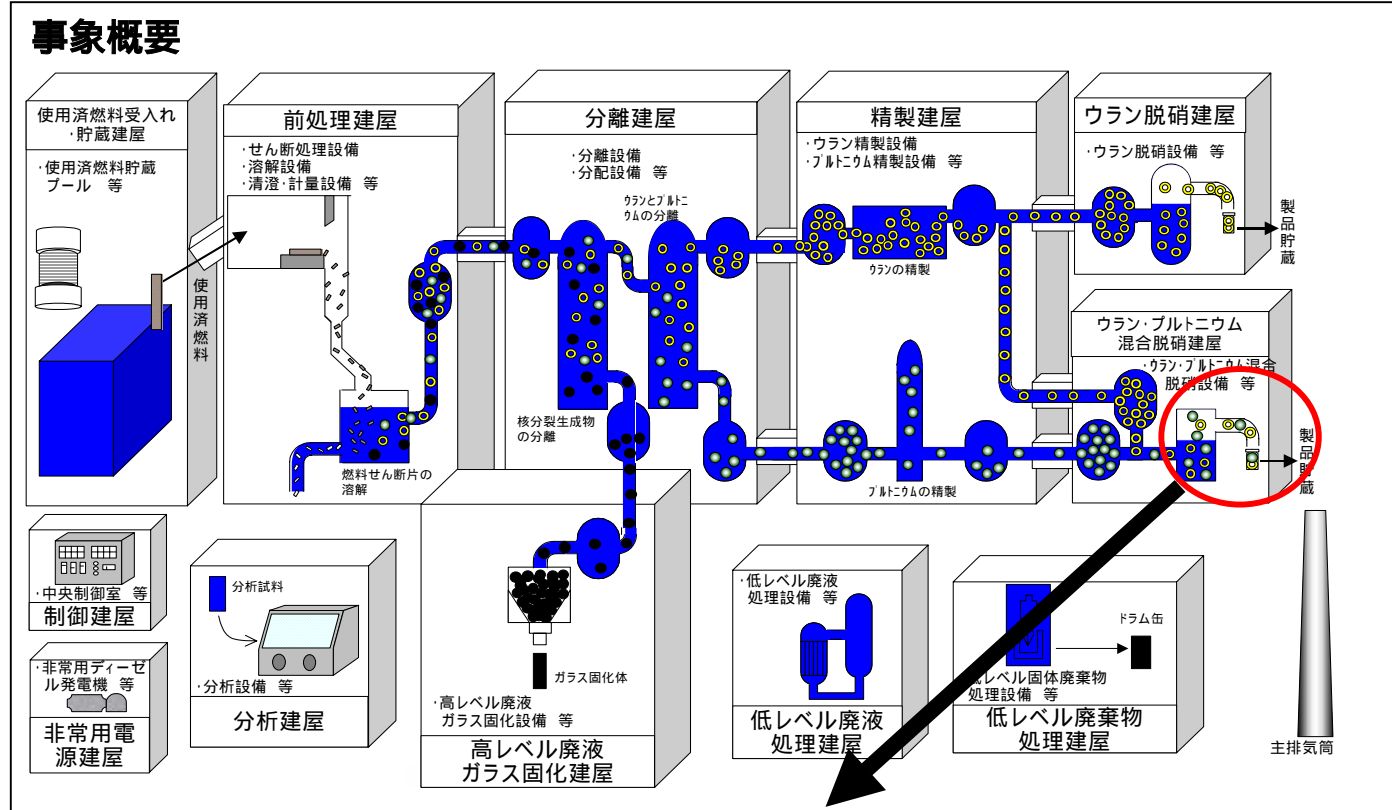 事象概要
使用済燃料受入れ
・貯蔵建屋
・使用済燃料貯蔵
プール 等
使用済燃料
前処理建屋
・せん断処理設備
・溶解設備
・清澄・計量設備 等
燃料せん断片の
溶解
分離建屋
・分離設備
・分配設備 等
ウランとプルトニ
ウムの分離
核分裂生成物
の分離
精製建屋
・ウラン精製設備
・プルトニウム精製設備 等
ウランの精製
プルトニウムの精製
ウラン脱硝建屋
・ウラン脱硝設備 等
製品貯蔵
ウラン・プルトニウム
混合脱硝建屋
・ウラン・プルトニウム混合
脱硝設備 等
製品貯蔵
・中央制御室 等
制御建屋
・非常用ディーゼ
ル発電機 等
非常用電
源建屋
分析試料
・分析設備 等
分析建屋
ガラス固化体
・高レベル廃液
ガラス固化設備 等
高レベル廃液
ガラス固化建屋
・低レベル廃液
処理設備 等
低レベル廃液
処理建屋
ドラム缶
低レベル固体廃棄物
処理設備 等
低レベル廃棄物
処理建屋
主排気筒